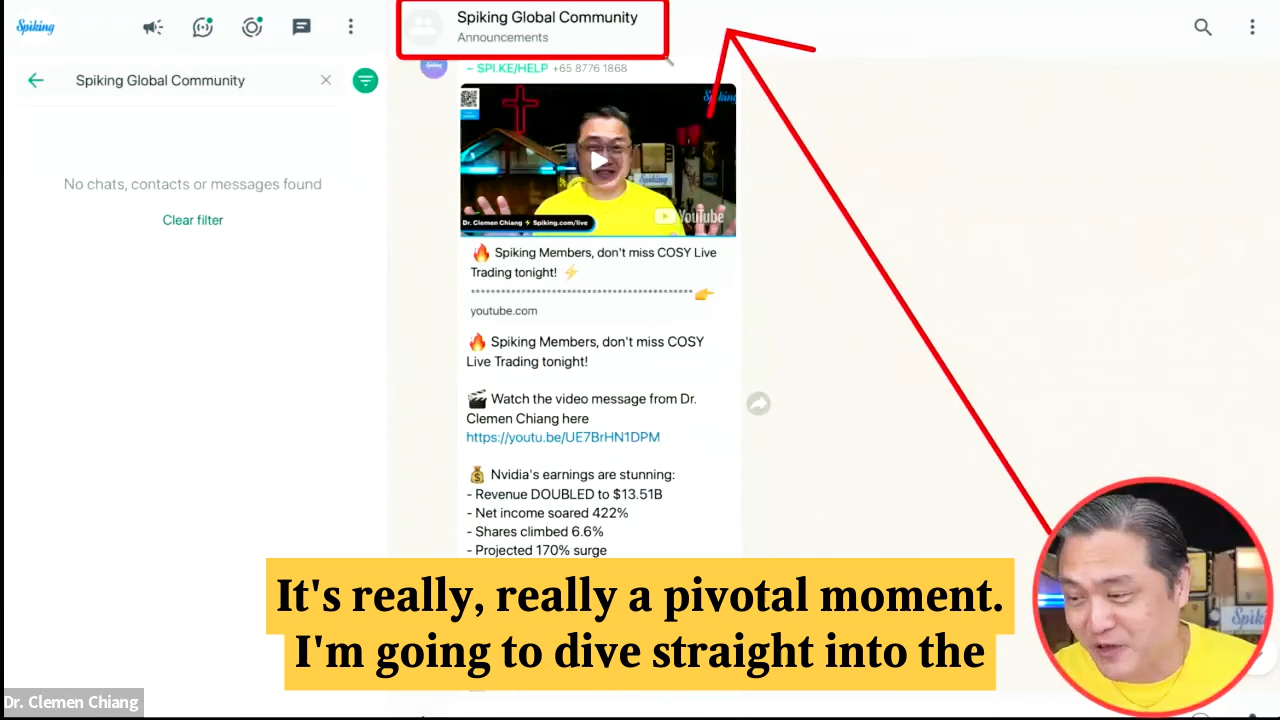 Spiking
Spiking Global Community
Announcements
Spiking Global Community
~ SPI.KE/HELP +65 8776 1868
Spiking
Dr. Clemen Chiang ⚡ Spiking.com/live
YouTube
🔥 Spiking Members, don't miss COSY Live
Trading tonight! ⚡
******************************************** 👉
youtube.com
🔥 Spiking Members, don't miss COSY
Live Trading tonight!
🎬 Watch the video message from Dr.
Clemen Chiang here
https://youtu.be/UE7BrHN1DPM
💰 Nvidia's earnings are stunning:
- Revenue DOUBLED to $13.51B
- Net income soared 422%
- Shares climbed 6.6%
- Projected 170% surge
No chats, contacts or messages found
Clear filter
It's really, really a pivotal moment.
I'm going to dive straight into the
Spiking
Dr. Clemen Chiang